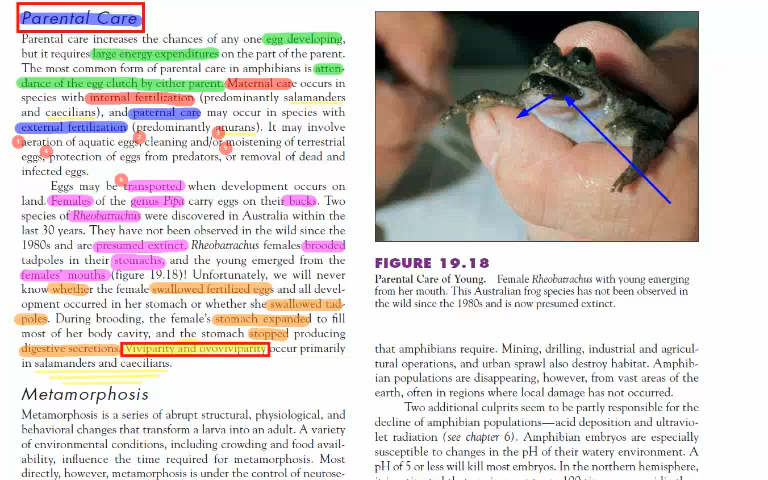 Parental Care
Parental care increases the chances of any one egg developing,
but it requires large energy expenditures on the part of the parent.
The most common form of parental care in amphibians is atten-
dance of the egg clutch by either parent. Maternal care occurs in
species with internal fertilization (predominantly salamanders
and caecilians), and paternal care may occur in species with
external fertilization (predominantly anurans). It may involve
aeration of aquatic eggs, cleaning and/or moistening of terrestrial
eggs, protection of eggs from predators, or removal of dead and
infected eggs.
Eggs may be transported when development occurs on
land. Females of the genus Pipa carry eggs on their backs. Two
species of Rheobatrachus were discovered in Australia within the
last 30 years. They have not been observed in the wild since the
1980s and are presumed extinct. Rheobatrachus females brooded
tadpoles in their stomachs, and the young emerged from the
females' mouths (figure 19.18)! Unfortunately, we will never
know whether the female swallowed fertilized eggs and all devel-
opment occurred in her stomach or whether she swallowed tad-
poles. During brooding, the female's stomach expanded to fill
most of her body cavity, and the stomach stopped producing
digestive secretions. Viviparity and ovoviviparity occur primarily
in salamanders and caecilians.
Metamorphosis
Metamorphosis is a series of abrupt structural, physiological, and
behavioral changes that transform a larva into an adult. A variety
of environmental conditions, including crowding and food avail-
ability, influence the time required for metamorphosis. Most
directly, however, metamorphosis is under the control of neurose-
FIGURE 19.18
Parental Care of Young. Female Rheobatrachus with young emerging
from her mouth. This Australian frog species has not been observed in
the wild since the 1980s and is now presumed extinct.
that amphibians require. Mining, drilling, industrial and agricul-
tural operations, and urban sprawl also destroy habitat. Amphib-
ian populations are disappearing, however, from vast areas of the
earth, often in regions where local damage has not occurred.
Two additional culprits seem to be partly responsible for the
decline of amphibian populations—acid deposition and ultravio-
let radiation (see chapter 6). Amphibian embryos are especially
susceptible to changes in the pH of their watery environment. A
pH of 5 or less will kill most embryos. In the northern hemisphere,